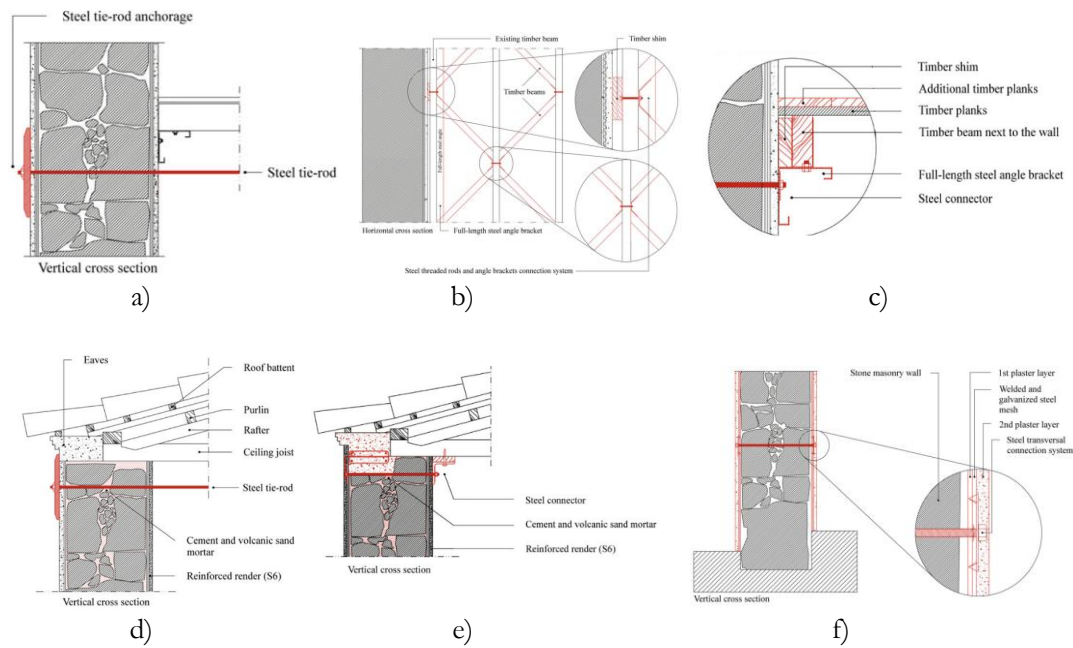 Steel tie-rod anchorage
Steel tie-rod
Vertical cross section
a)
Existing timber beam
Timber shim
Timber beams
Full-length steel angle
Horizontal cross section
Full-length steel angle bracket
Steel threaded rods and angle brackets connection system
b)
Timber shim
Additional timber planks
Timber planks
Timber beam next to the wall
Full-length steel angle bracket
Steel connector
c)
Eaves
Roof battent
Purlin
Rafter
Ceiling joist
Steel tie-rod
Cement and volcanic sand
mortar
Reinforced render (S6)
Vertical cross section
d)
Steel connector
Cement and volcanic sand mortar
Reinforced render (S6)
Vertical cross section
e)
Stone masonry wall
1st plaster layer
Welded and
galvanized steel
mesh
2nd plaster layer
Steel transversal
connection system
Vertical cross section
f)